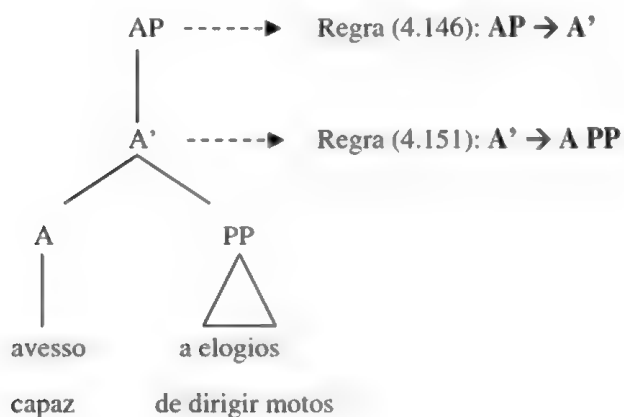 AP Regra (4.146): AP → A’
A’ Regra (4.151): A’ → A PP
A PP
avesso a elogios
capaz de dirigir motos